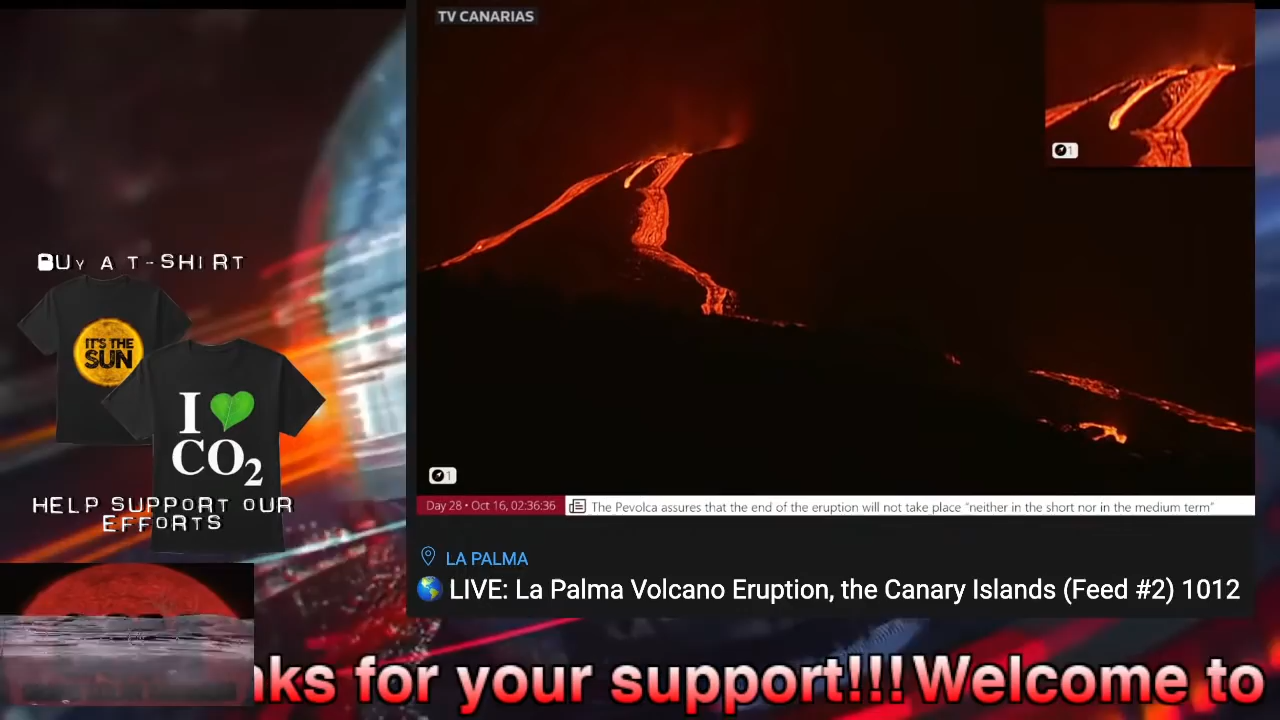 TV CANARIAS
1
BUy A T-SHIRT
IT'S THE
SUN
I
CO2
HELP SUPPORT OUR
EFFORTS
1
Day 28 • Oct 16, 02:36:36
The Pevolca assures that the end of the eruption will not take place “neither in the short nor in the medium term”
LA PALMA
LIVE: La Palma Volcano Eruption, the Canary Islands (Feed #2) 1012
nks for your support!!! Welcome to